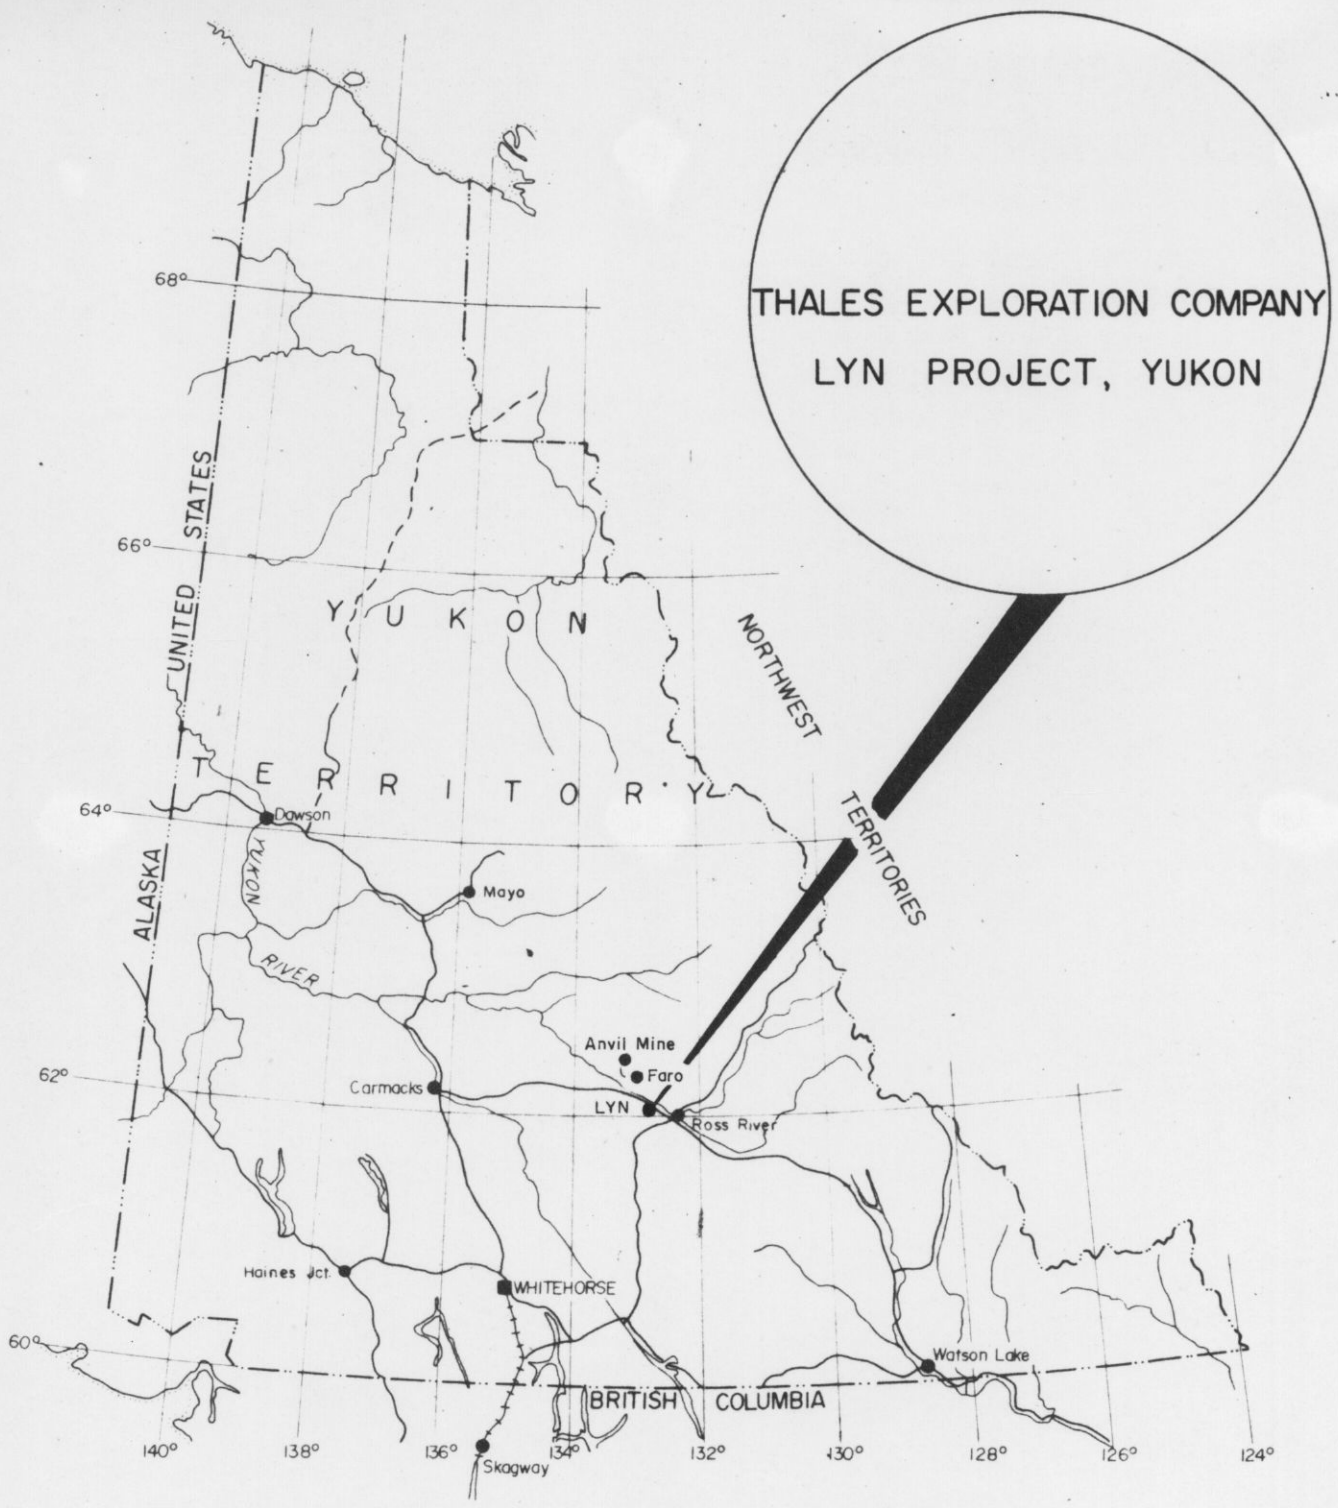 THALES EXPLORATION COMPANY
LYN PROJECT, YUKON
68°
66°
64°
62°
60°
UNITED STATES
ALASKA
YUKON
TERRITORY
NORTHWEST
TERRITORIES
Dawson
YUKON
RIVER
Mayo
Anvil Mine
Faro
Carmacks
LYN
Ross River
Haines Jct.
WHITEHORSE
Watson Lake
BRITISH COLUMBIA
Skagway
140° 138° 136° 134° 132° 130° 128° 126° 124°